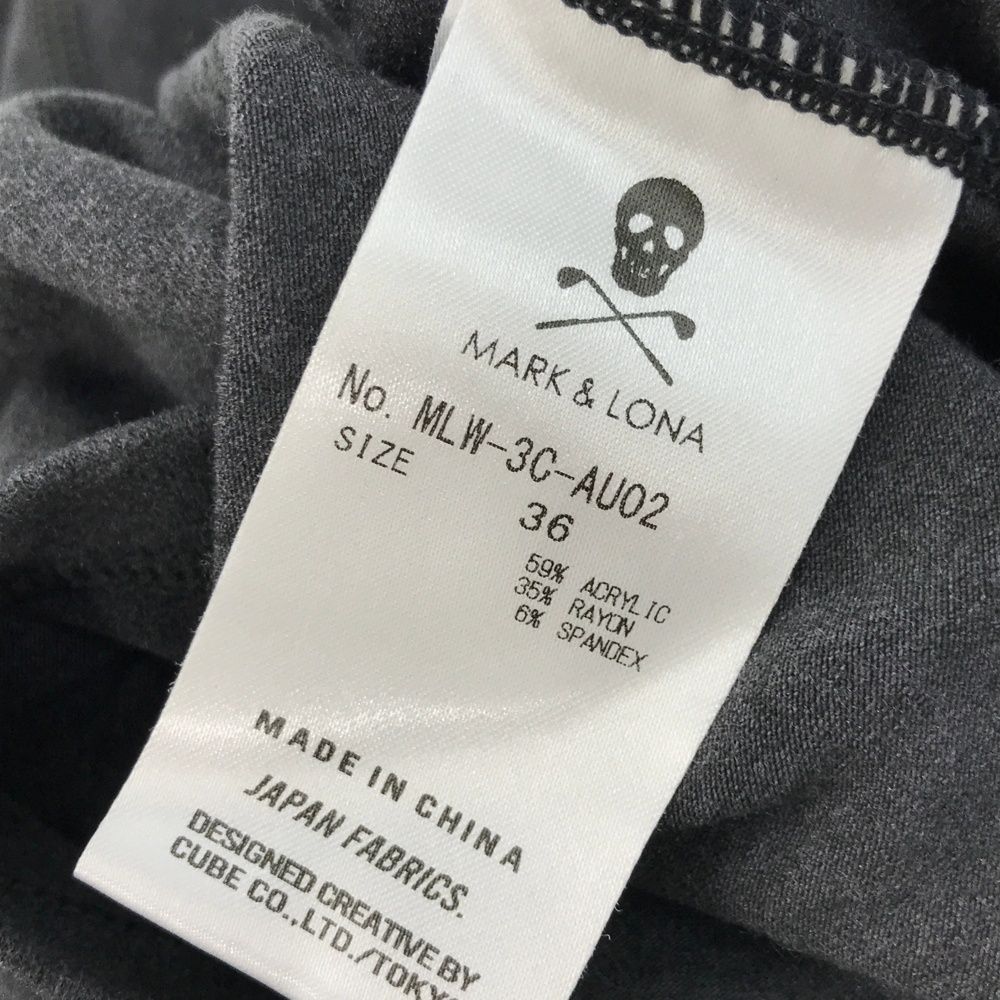 MARK & LONA
No. MLW-3C-AU02
SIZE 36
59% ACRYLIC
35% RAYON
6% SPANDEX
MADE IN CHINA
JAPAN FABRICS.
DESIGNED CREATIVE BY
CUBE CO.,LTD./TOKY